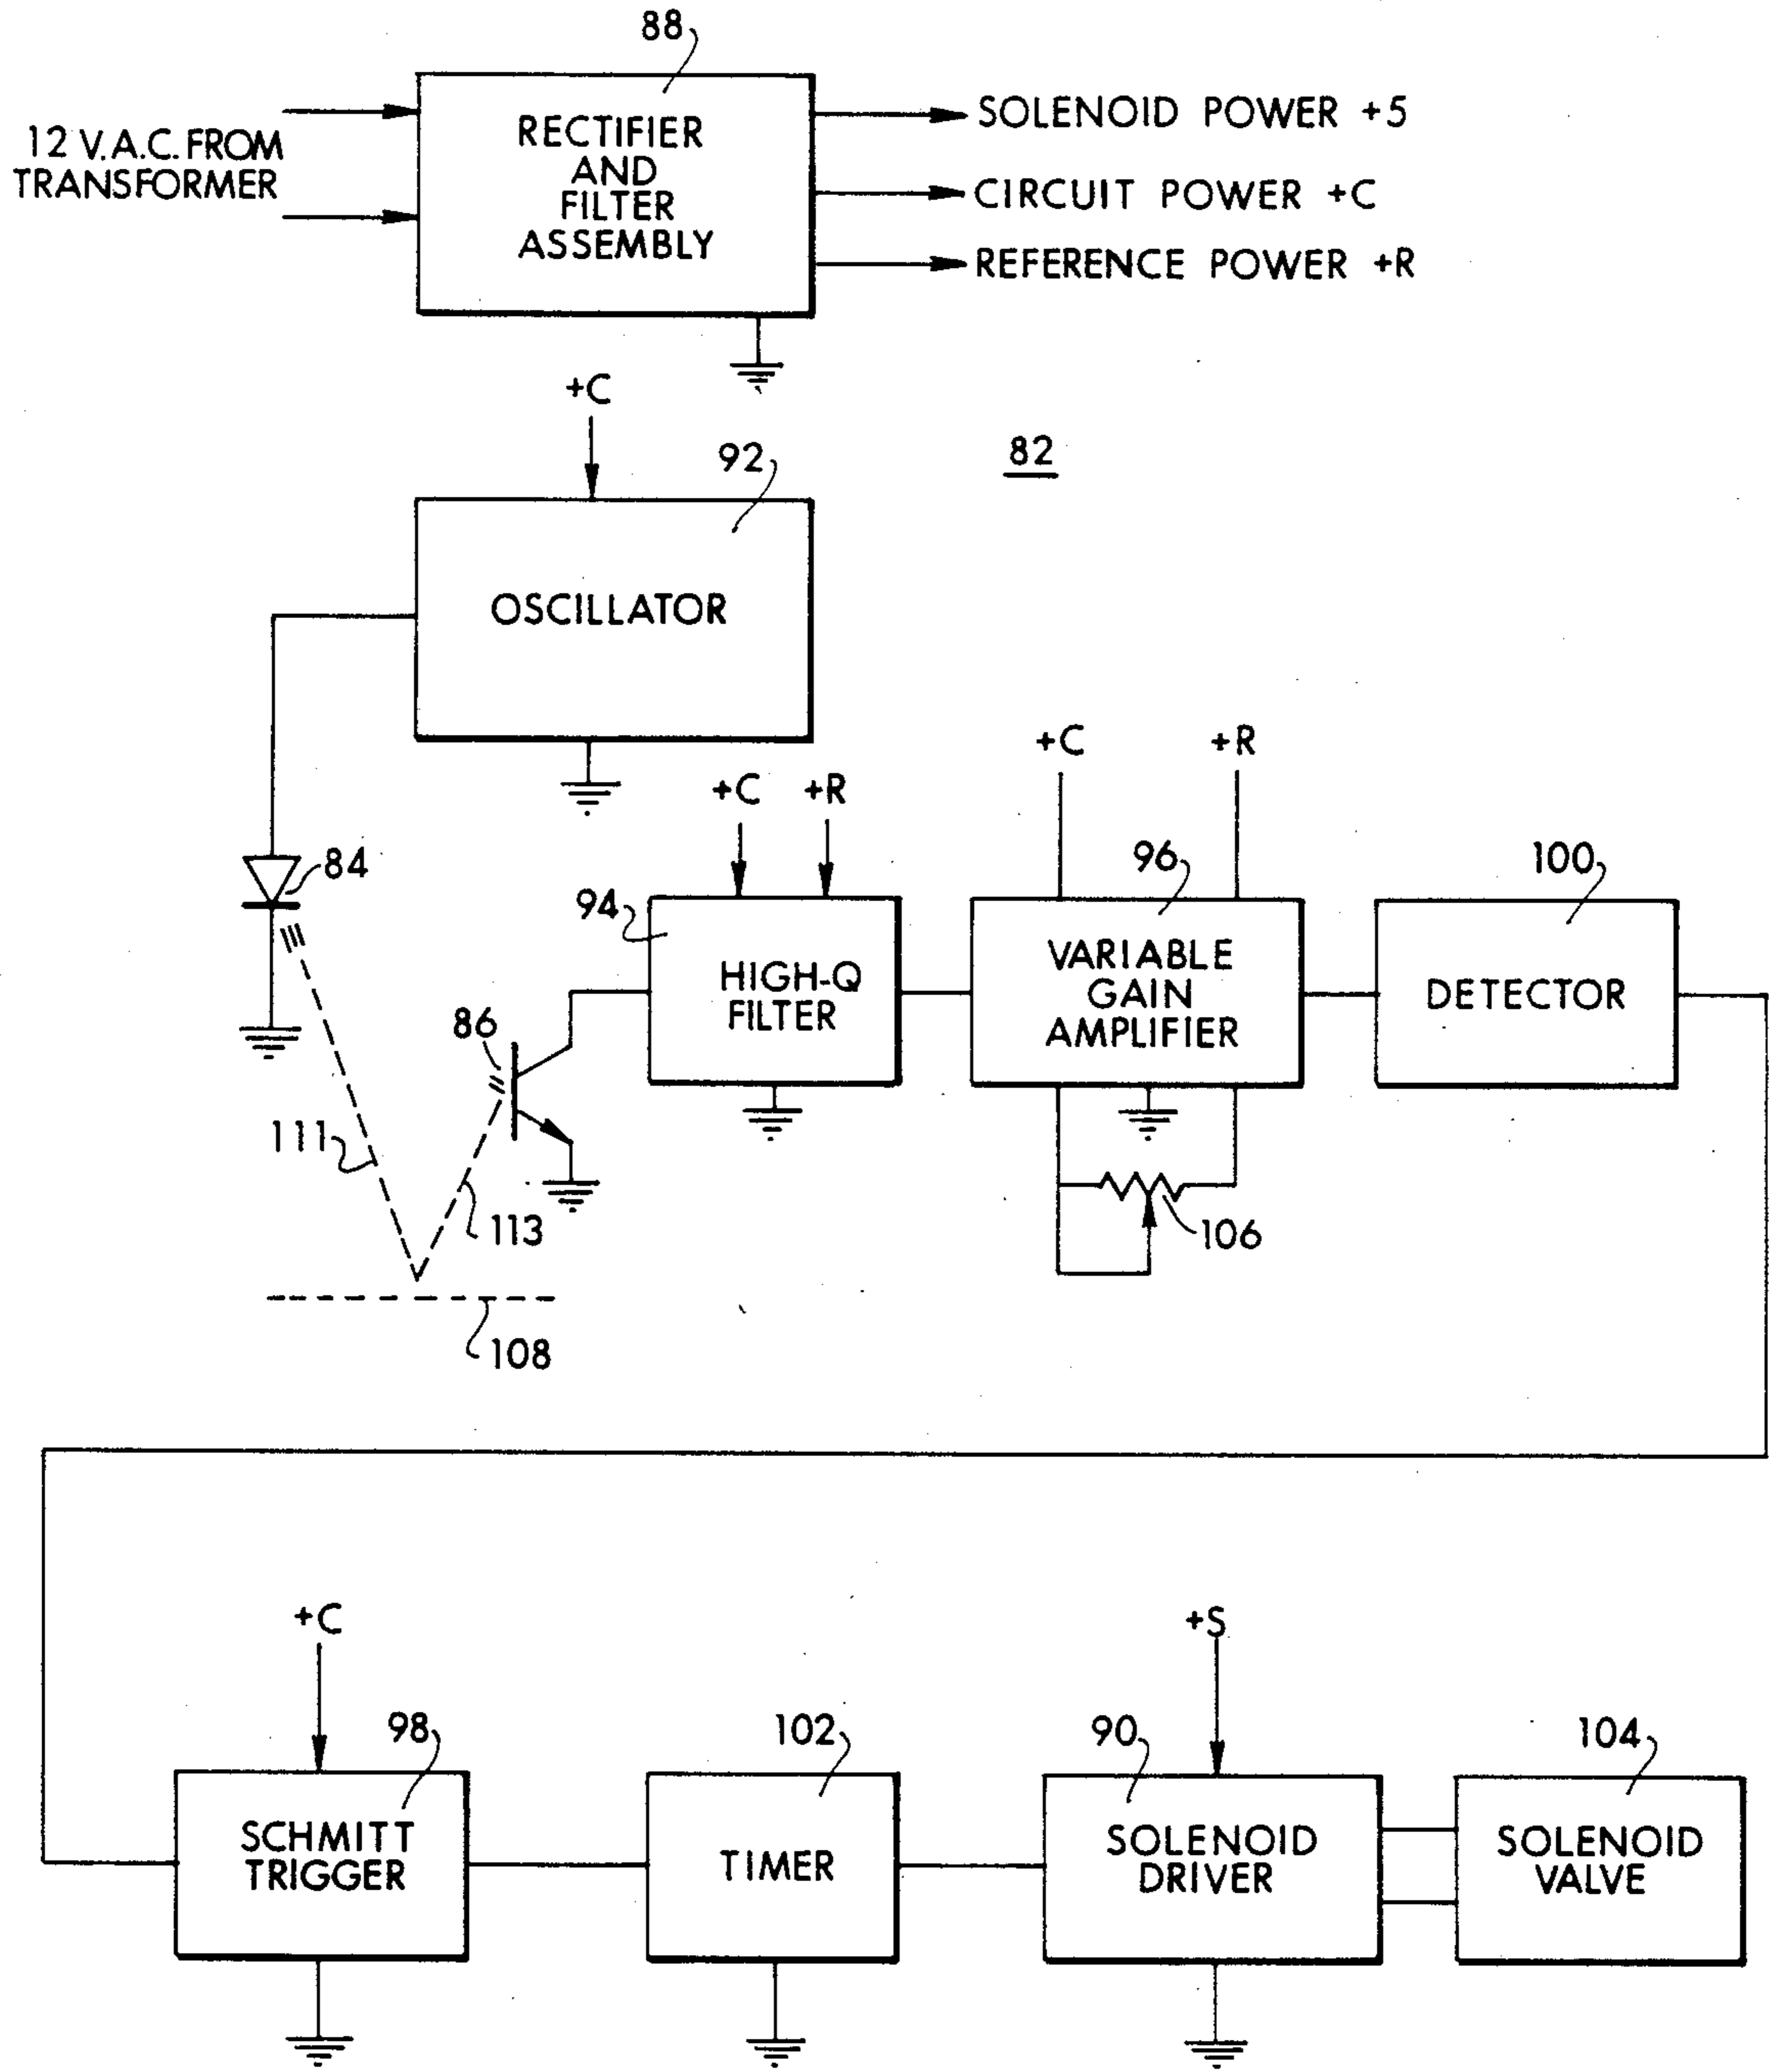 88
12 V.A.C. FROM
TRANSFORMER
RECTIFIER
AND
FILTER
ASSEMBLY
SOLENOID POWER +5
CIRCUIT POWER +C
REFERENCE POWER +R
+C
92
82
OSCILLATOR
84
+C +R
+C +R
94
HIGH-Q
FILTER
96
VARIABLE
GAIN
AMPLIFIER
100
DETECTOR
86
111
113
106
108
+C
98
SCHMITT
TRIGGER
102
TIMER
+S
90
SOLENOID
DRIVER
104
SOLENOID
VALVE